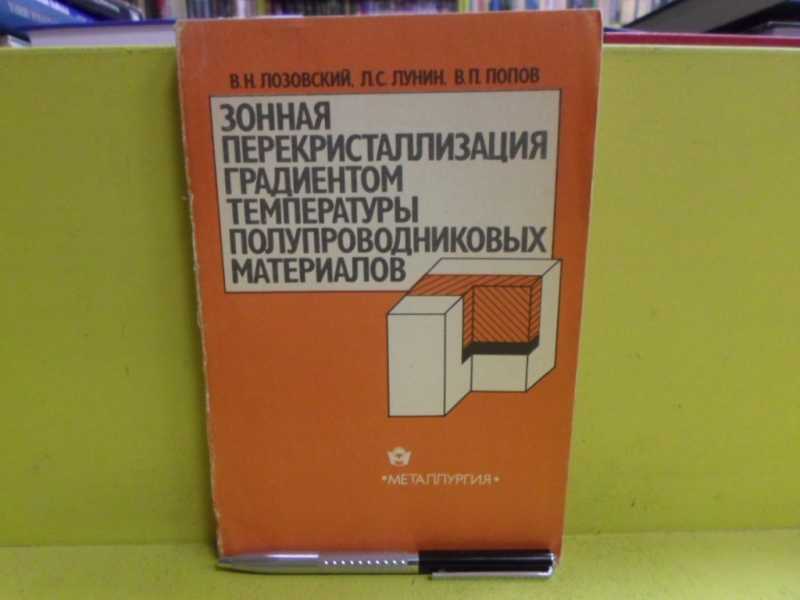 В.Н. ЛОЗОВСКИЙ, Л.С. ЛУНИН, В.П. ПОПОВ
ЗОННАЯ
ПЕРЕКРИСТАЛЛИЗАЦИЯ
ГРАДИЕНТОМ
ТЕМПЕРАТУРЫ
ПОЛУПРОВОДНИКОВЫХ
МАТЕРИАЛОВ
•МЕТАЛЛУРГИЯ•